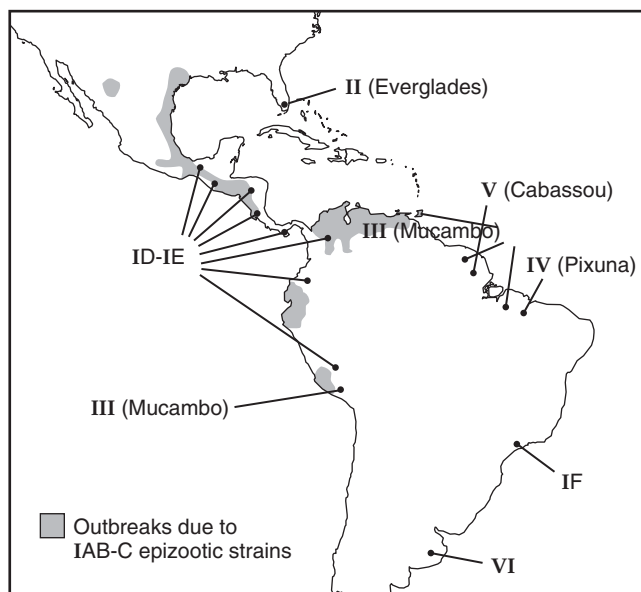 II (Everglades)
V (Cabassou)
III (Mucambo)
IV (Pixuna)
ID-IE
III (Mucambo)
IF
Outbreaks due to
IAB-C epizootic strains
VI